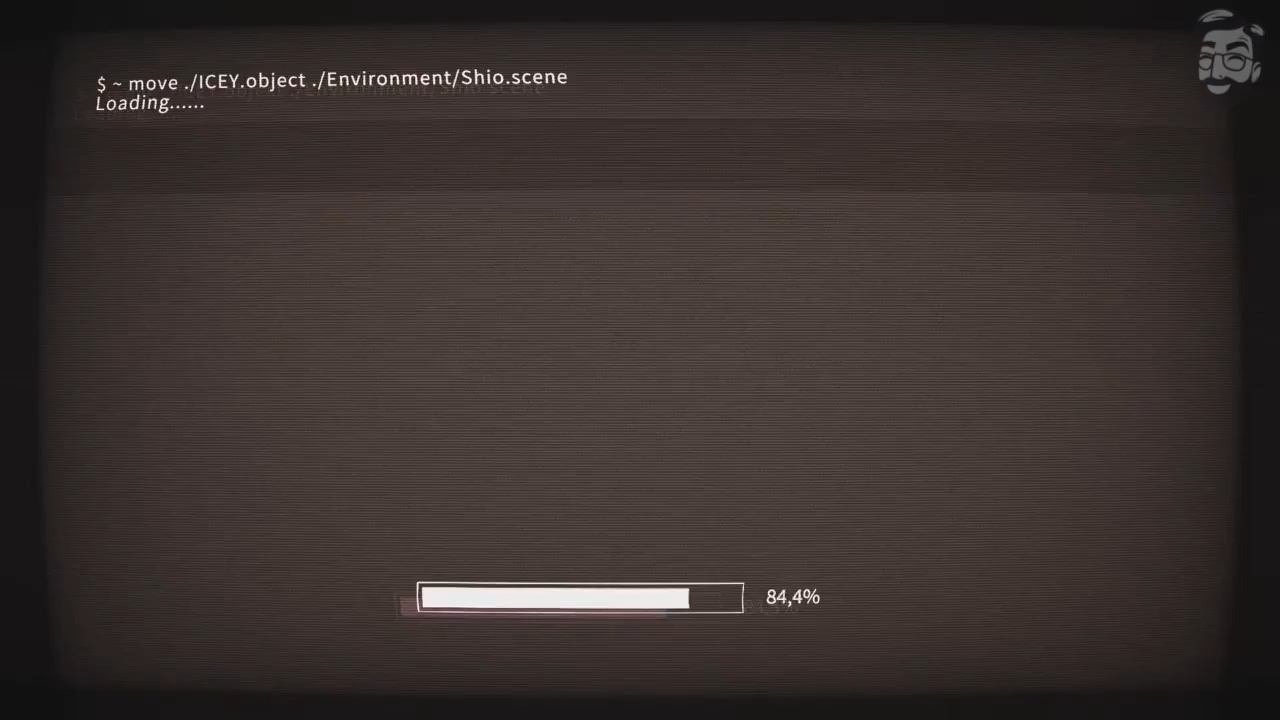 $ ~ move ./ICEY.object ./Environment/Shio.scene
Loading......
84,4%